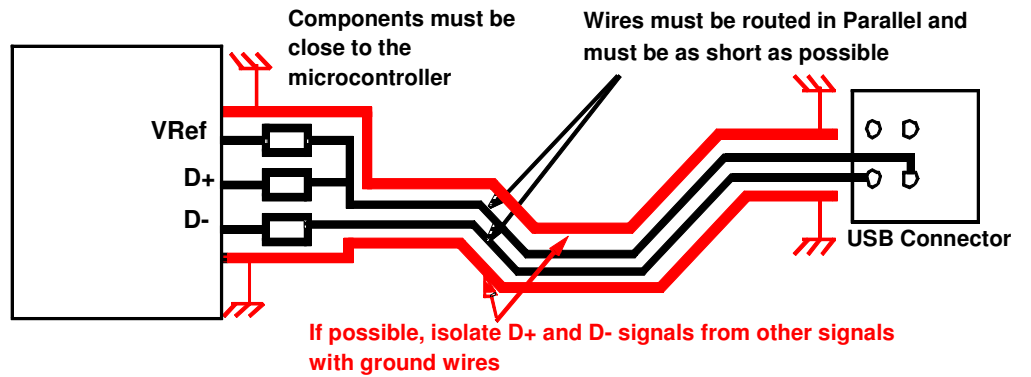 Components must be
close to the
microcontroller
Wires must be routed in Parallel and
must be as short as possible
VRef
D+
D-
USB Connector
If possible, isolate D+ and D- signals from other signals
with ground wires